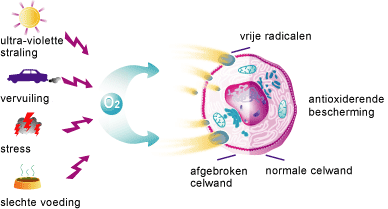 ultra-violette
straling
vervuiling
stress
slechte voeding
O2
vrije radicalen
antioxiderende
bescherming
afgebroken
celwand
normale celwand